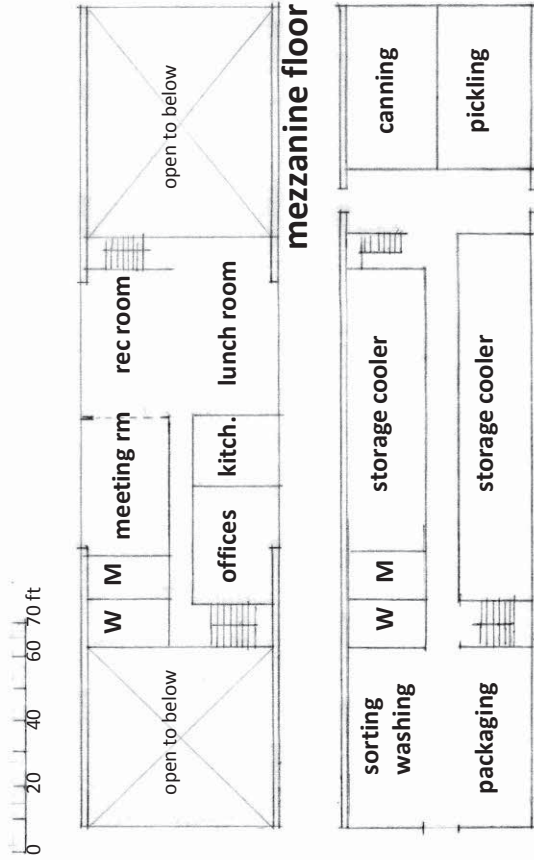 0 20 40 60 70 ft
open to below
W
M
meeting rm
rec room
offices
kitch.
lunch room
open to below
mezzanine floor
sorting
washing
W
M
storage cooler
packaging
storage cooler
canning
pickling